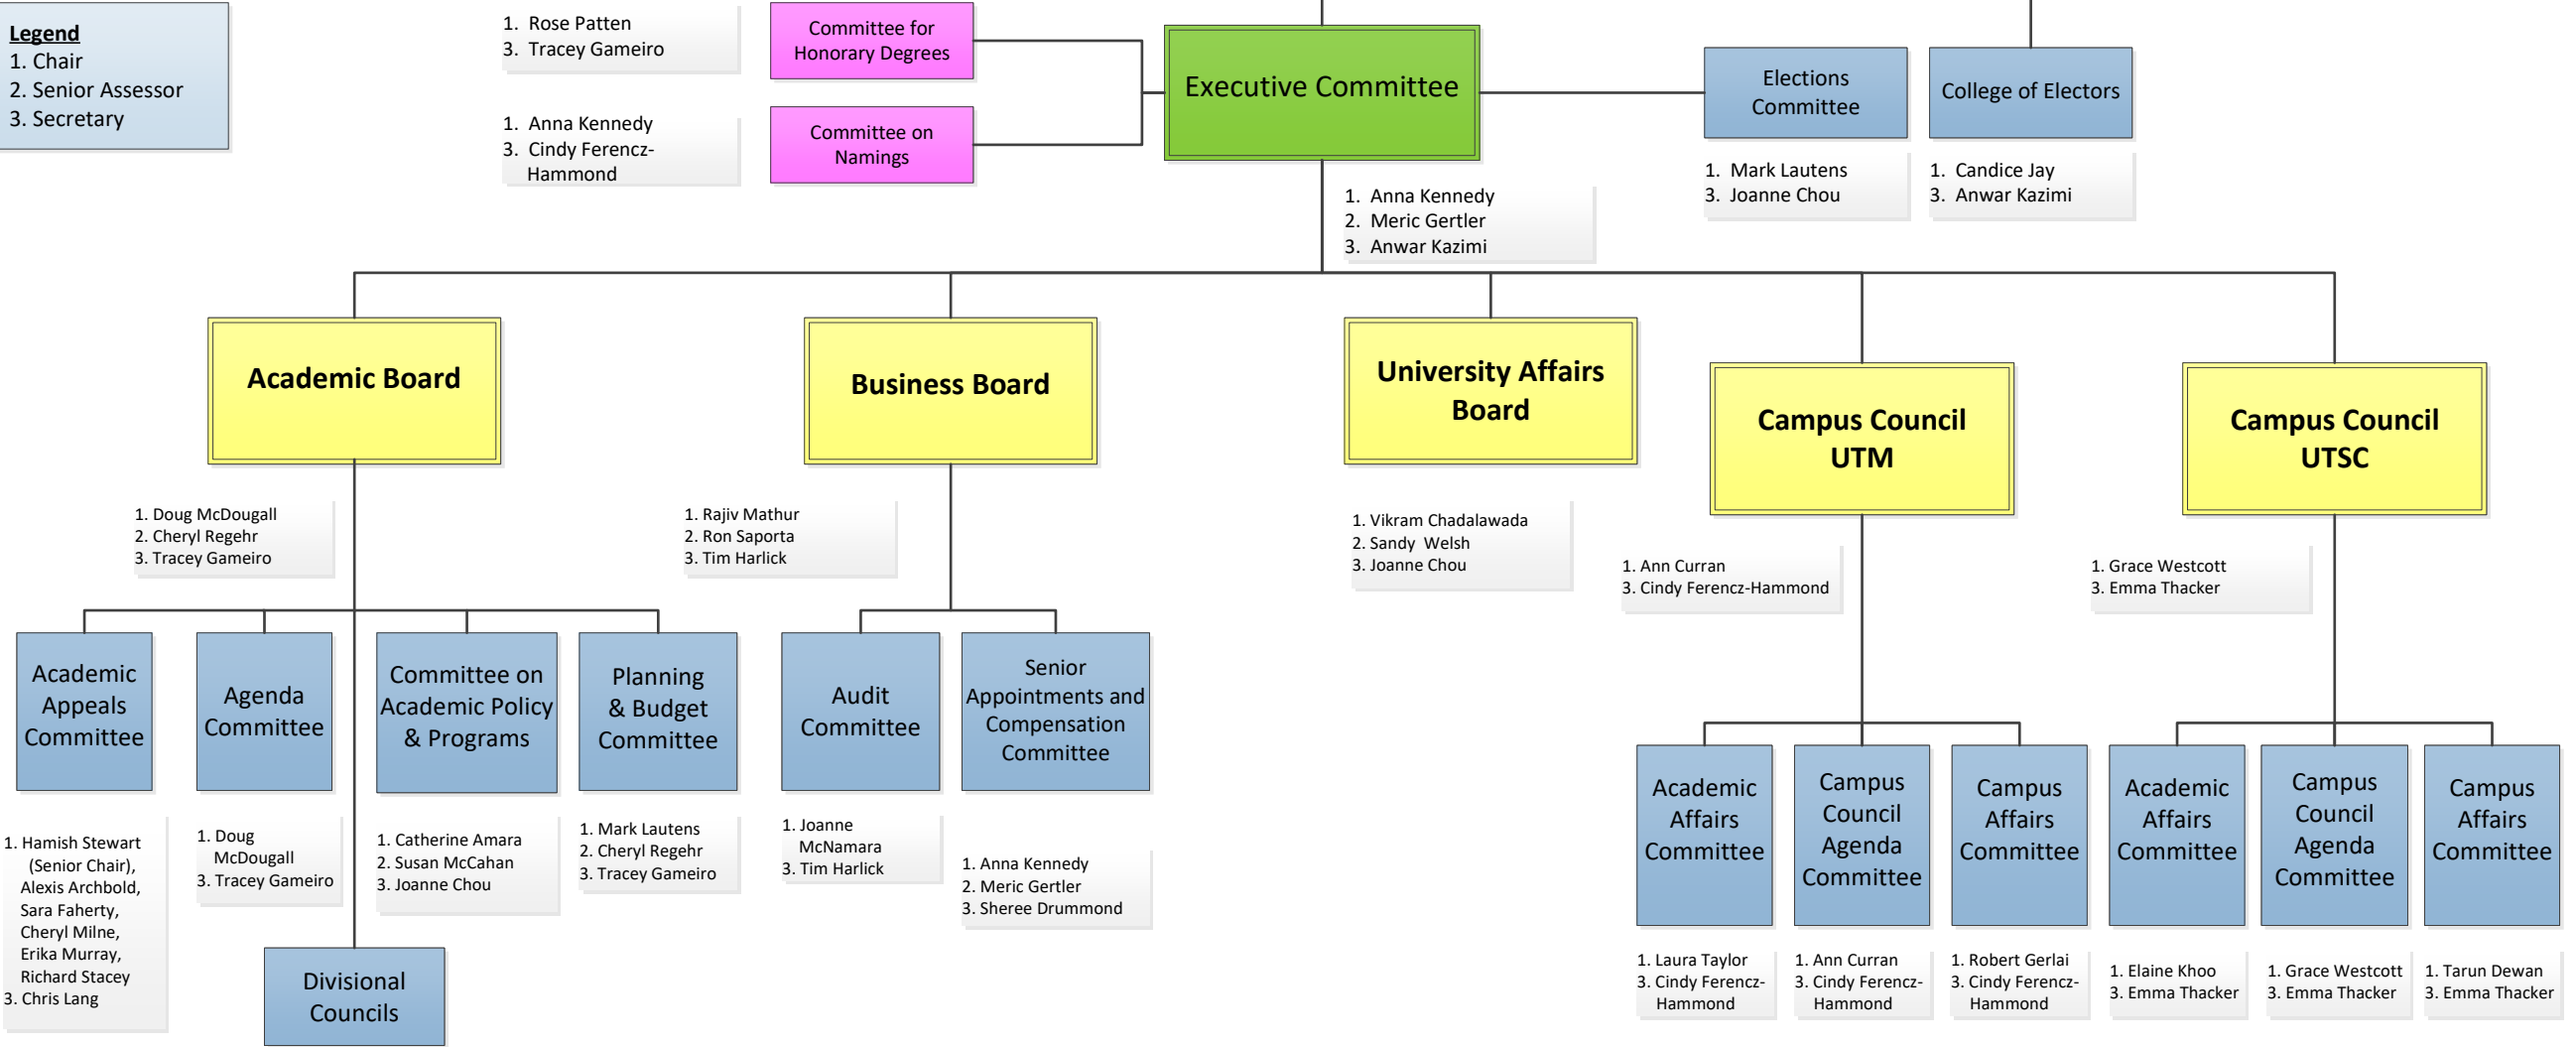 Legend
1. Chair
2. Senior Assessor
3. Secretary
1. Rose Patten
3. Tracey Gameiro
Committee for
Honorary Degrees
1. Anna Kennedy
3. Cindy Ferencz-
Hammond
Committee on
Namings
Executive Committee
1. Anna Kennedy
2. Meric Gertler
3. Anwar Kazimi
Elections
Committee
1. Mark Lautens
3. Joanne Chou
College of Electors
1. Candice Jay
3. Anwar Kazimi
Academic Board
1. Doug McDougall
2. Cheryl Regehr
3. Tracey Gameiro
Business Board
1. Rajiv Mathur
2. Ron Saporta
3. Tim Harlick
University Affairs
Board
1. Vikram Chadalawada
2. Sandy Welsh
3. Joanne Chou
Campus Council
UTM
1. Ann Curran
3. Cindy Ferencz-Hammond
Campus Council
UTSC
1. Grace Westcott
3. Emma Thacker
Academic
Appeals
Committee
1. Hamish Stewart
(Senior Chair),
Alexis Archbold,
Sara Faherty,
Cheryl Milne,
Erika Murray,
Richard Stacey
3. Chris Lang
Agenda
Committee
1. Doug
McDougall
3. Tracey Gameiro
Committee on
Academic Policy
& Programs
1. Catherine Amara
2. Susan McCahan
3. Joanne Chou
Planning
& Budget
Committee
1. Mark Lautens
2. Cheryl Regehr
3. Tracey Gameiro
Divisional
Councils
Audit
Committee
1. Joanne
McNamara
3. Tim Harlick
Senior
Appointments and
Compensation
Committee
1. Anna Kennedy
2. Meric Gertler
3. Sheree Drummond
Academic
Affairs
Committee
1. Laura Taylor
3. Cindy Ferencz-
Hammond
Campus
Council
Agenda
Committee
1. Ann Curran
3. Cindy Ferencz-
Hammond
Campus
Affairs
Committee
1. Robert Gerlai
3. Cindy Ferencz-
Hammond
Academic
Affairs
Committee
1. Elaine Khoo
3. Emma Thacker
Campus
Council
Agenda
Committee
1. Grace Westcott
3. Emma Thacker
Campus
Affairs
Committee
1. Tarun Dewan
3. Emma Thacker